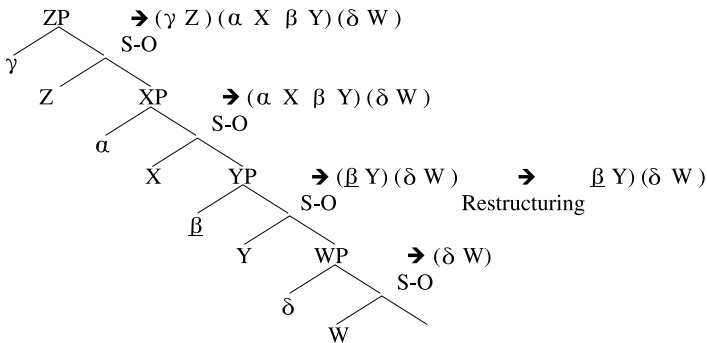 ZP ➔ (γ Z) (α X β Y) (δ W)
S-O
γ
Z XP ➔ (α X β Y) (δ W)
S-O
α
X YP ➔ (β Y) (δ W) ➔ β Y) (δ W)
S-O Restructuring
β
Y WP ➔ (δ W)
S-O
δ
W